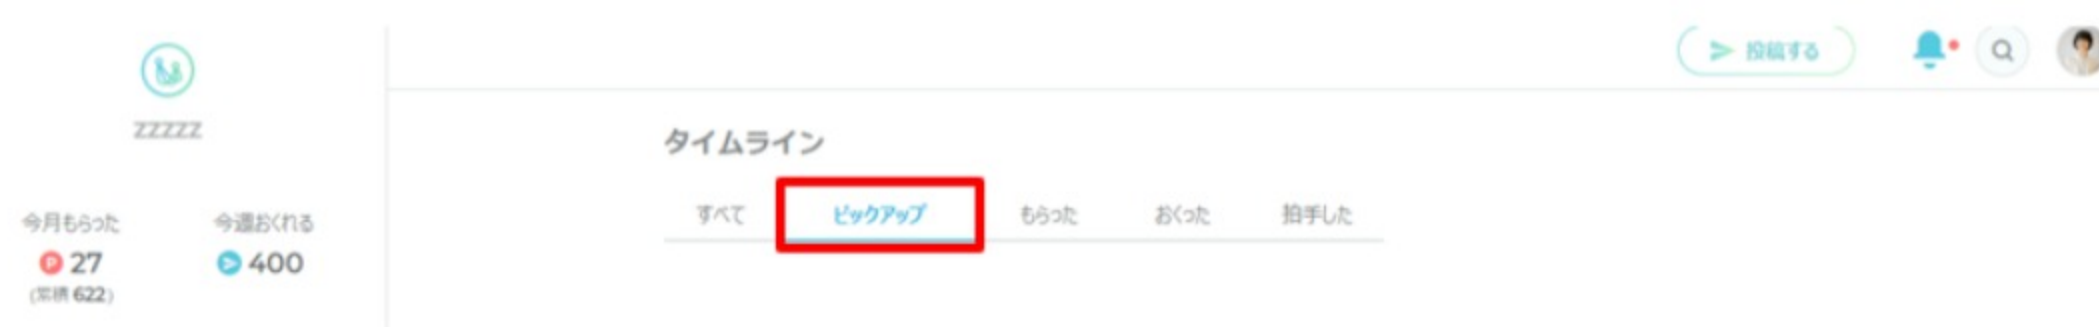 投稿する
zzzzz
タイムライン
すべて ピックアップ もらった おくった 拍手した
今月もらった 今週おくれる
P 27 400
(累積 622)